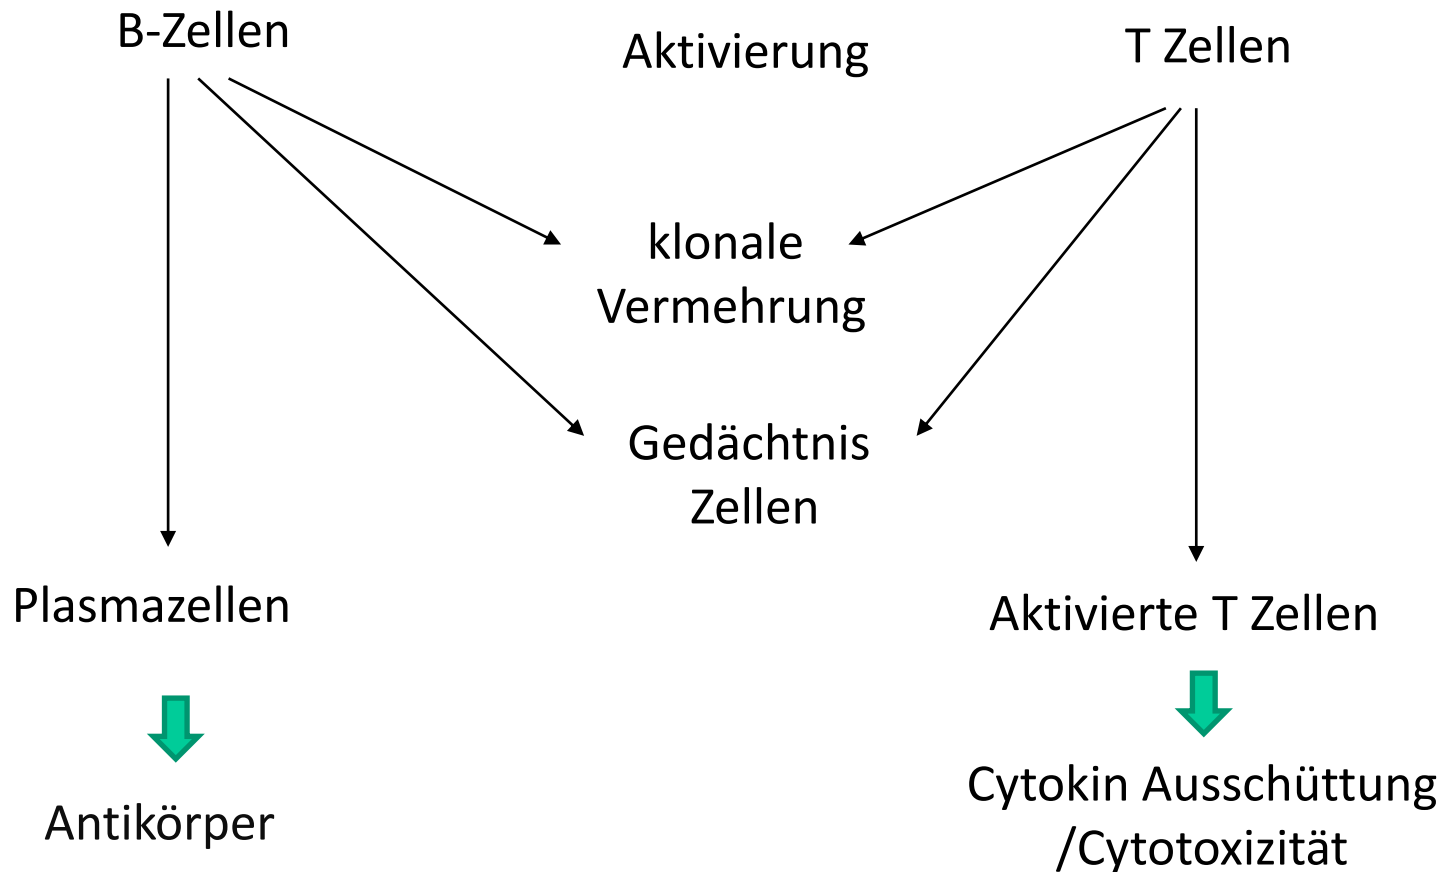 B-Zellen
Aktivierung
T Zellen
klonale
Vermehrung
Gedächtnis
Zellen
Plasmazellen
Aktivierte T Zellen
Antikörper
Cytokin Ausschüttung
/Cytotoxizität